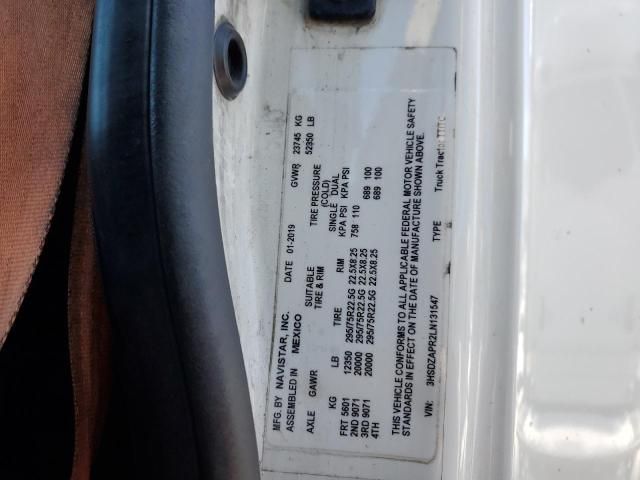 MFG. BY NAVISTAR, INC. DATE 01-2019 GVWR 23745 KG
ASSEMBLED IN MEXICO 52350 LB
AXLE GAWR SUITABLE TIRE PRESSURE
TIRE & RIM (COLD)
SINGLE DUAL
KG LB TIRE RIM KPA PSI KPA PSI
FRT 5601 12350 295/75R22.5G 22.5X8.25 758 110
2ND 9071 20000 295/75R22.5G 22.5X8.25 689 100
3RD 9071 20000 295/75R22.5G 22.5X8.25 689 100
4TH
THIS VEHICLE CONFORMS TO ALL APPLICABLE FEDERAL MOTOR VEHICLE SAFETY
STANDARDS IN EFFECT ON THE DATE OF MANUFACTURE SHOWN ABOVE.
VIN: 3HSDZAPR2LN131547 TYPE Truck Tractor